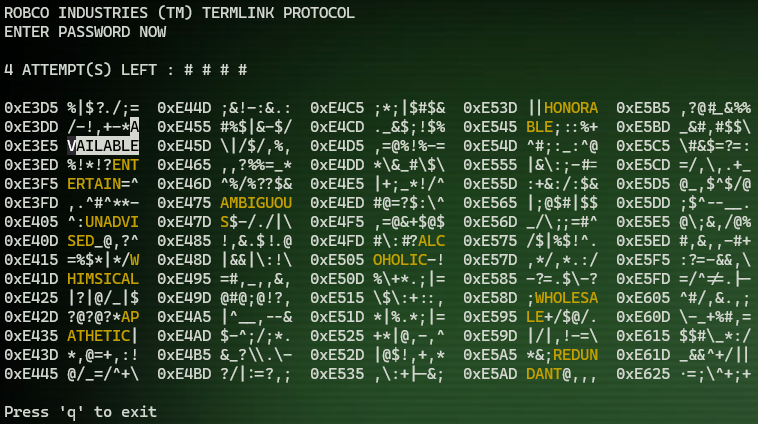 ROBCO INDUSTRIES (TM) TERMLINK PROTOCOL
ENTER PASSWORD NOW
4 ATTEMPT(S) LEFT : # # # #
0xE3D5 %|$?./;= 0xE44D ;&!-:&.: 0xE4C5 ;*;|$#$& 0xE53D ||HONORA 0xE5B5 ,?@#_&%%
0xE3DD /-!,+-*A 0xE455 #%$|&-$/ 0xE4CD ._&$;!$% 0xE545 BLE;::%+ 0xE5BD _&#,#$$\
0xE3E5 VAILABLE 0xE45D \|/$/,%, 0xE4D5 ,=@%!%-= 0xE54D ^#;:_:^@ 0xE5C5 \#&$=?=:
0xE3ED %!*!?ENT 0xE465 ,,?%%=_* 0xE4DD *\&_#\$\ 0xE555 |&\:;-#= 0xE5CD =/,\,.+_
0xE3F5 ERTAIN=^ 0xE46D ^%/%??$& 0xE4E5 |+;_*!/^ 0xE55D :+&:/:$& 0xE5D5 @_,$^$/@
0xE3FD ,.^#^**- 0xE475 AMBIGUOU 0xE4ED #@=?$:\^ 0xE565 |;@$#|$$ 0xE5DD ;$^--__.
0xE405 ^:UNADVI 0xE47D S$-/./|\ 0xE4F5 ,=@&+$@$ 0xE56D _/\;;=#^ 0xE5E5 @\;&,/@%
0xE40D SED_@,?^ 0xE485 !,&.$!.@ 0xE4FD #\:#?ALC 0xE575 /$|%$!^. 0xE5ED #,&,,-#+
0xE415 =%$*|*/W 0xE48D |&&|\:!\ 0xE505 OHOLIC-! 0xE57D ,*/,*.:/ 0xE5F5 :?=-&&,\
0xE41D HIMSICAL 0xE495 =#,_,,&, 0xE50D %\+*.;|= 0xE585 -?=.$\-? 0xE5FD =/^≠.|-
0xE425 |?|@/_|$ 0xE49D @#@;@!?, 0xE515 \$\:+::, 0xE58D ;WHOLESA 0xE605 ^#/,&.,;
0xE42D ?@?@?*AP 0xE4A5 |^__,--& 0xE51D *|%.*;|= 0xE595 LE+/$@/. 0xE60D \-_+%#,=
0xE435 ATHETIC| 0xE4AD $-^;/;*. 0xE525 +*|@,-,^ 0xE59D |/|,!-=\ 0xE615 $$#\_*:/
0xE43D *,@=+,:! 0xE4B5 &_?\\.\- 0xE52D |@$!,+,* 0xE5A5 *&;REDUN 0xE61D _&&^+/||
0xE445 @/_=/^+\ 0xE4BD ?/|:=?,; 0xE535 ,\:+|-&; 0xE5AD DANT@,,, 0xE625 -=;\^+;+
Press 'q' to exit